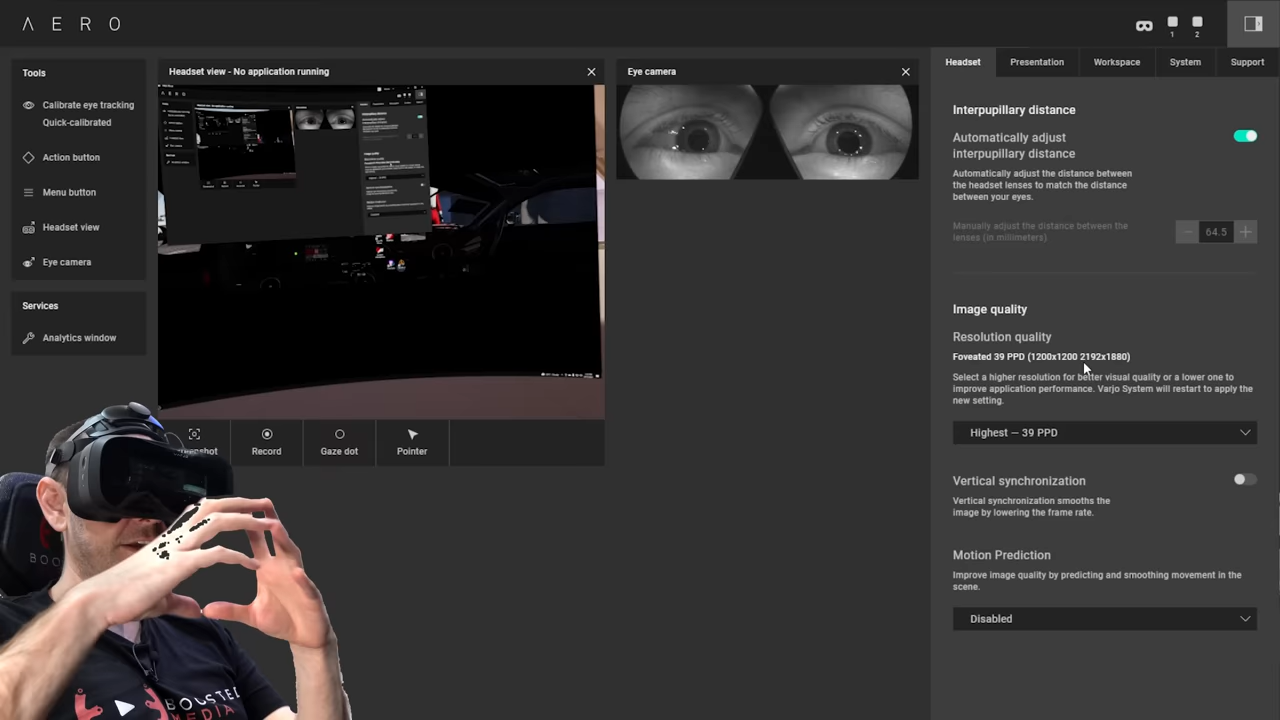 AERO
1
2
Tools
Calibrate eye tracking
Quick-calibrated
Action button
Menu button
Headset view
Eye camera
Services
Analytics window
Headset view - No application running
Record
Gaze dot
Pointer
Eye camera
Headset
Presentation
Workspace
System
Support
Interpupillary distance
Automatically adjust
interpupillary distance
Automatically adjust the distance between
the headset lenses to match the distance
between your eyes.
Manually adjust the distance between the
lenses (in millimeters)
64.5
Image quality
Resolution quality
Foveated 39 PPD (1200x1200 2192x1880)
Select a higher resolution for better visual quality or a lower one to
improve application performance. Varjo System will restart to apply the
new setting.
Highest — 39 PPD
Vertical synchronization
Vertical synchronization smooths the
image by lowering the frame rate.
Motion Prediction
Improve image quality by predicting and smoothing movement in the
scene.
Disabled
BOOSTED
MEDIA